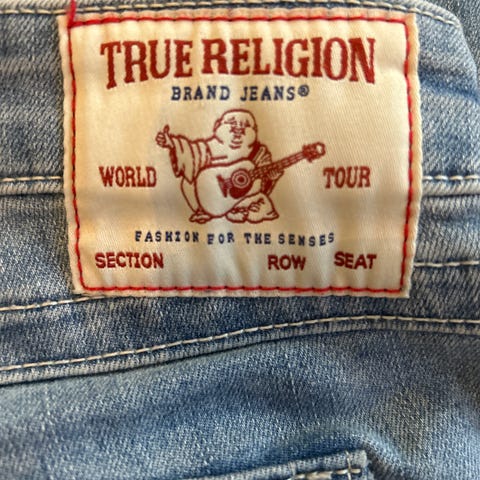 TRUE RELIGION
BRAND JEANS®
WORLD TOUR
FASHION FOR THE SENSES
SECTION ROW SEAT